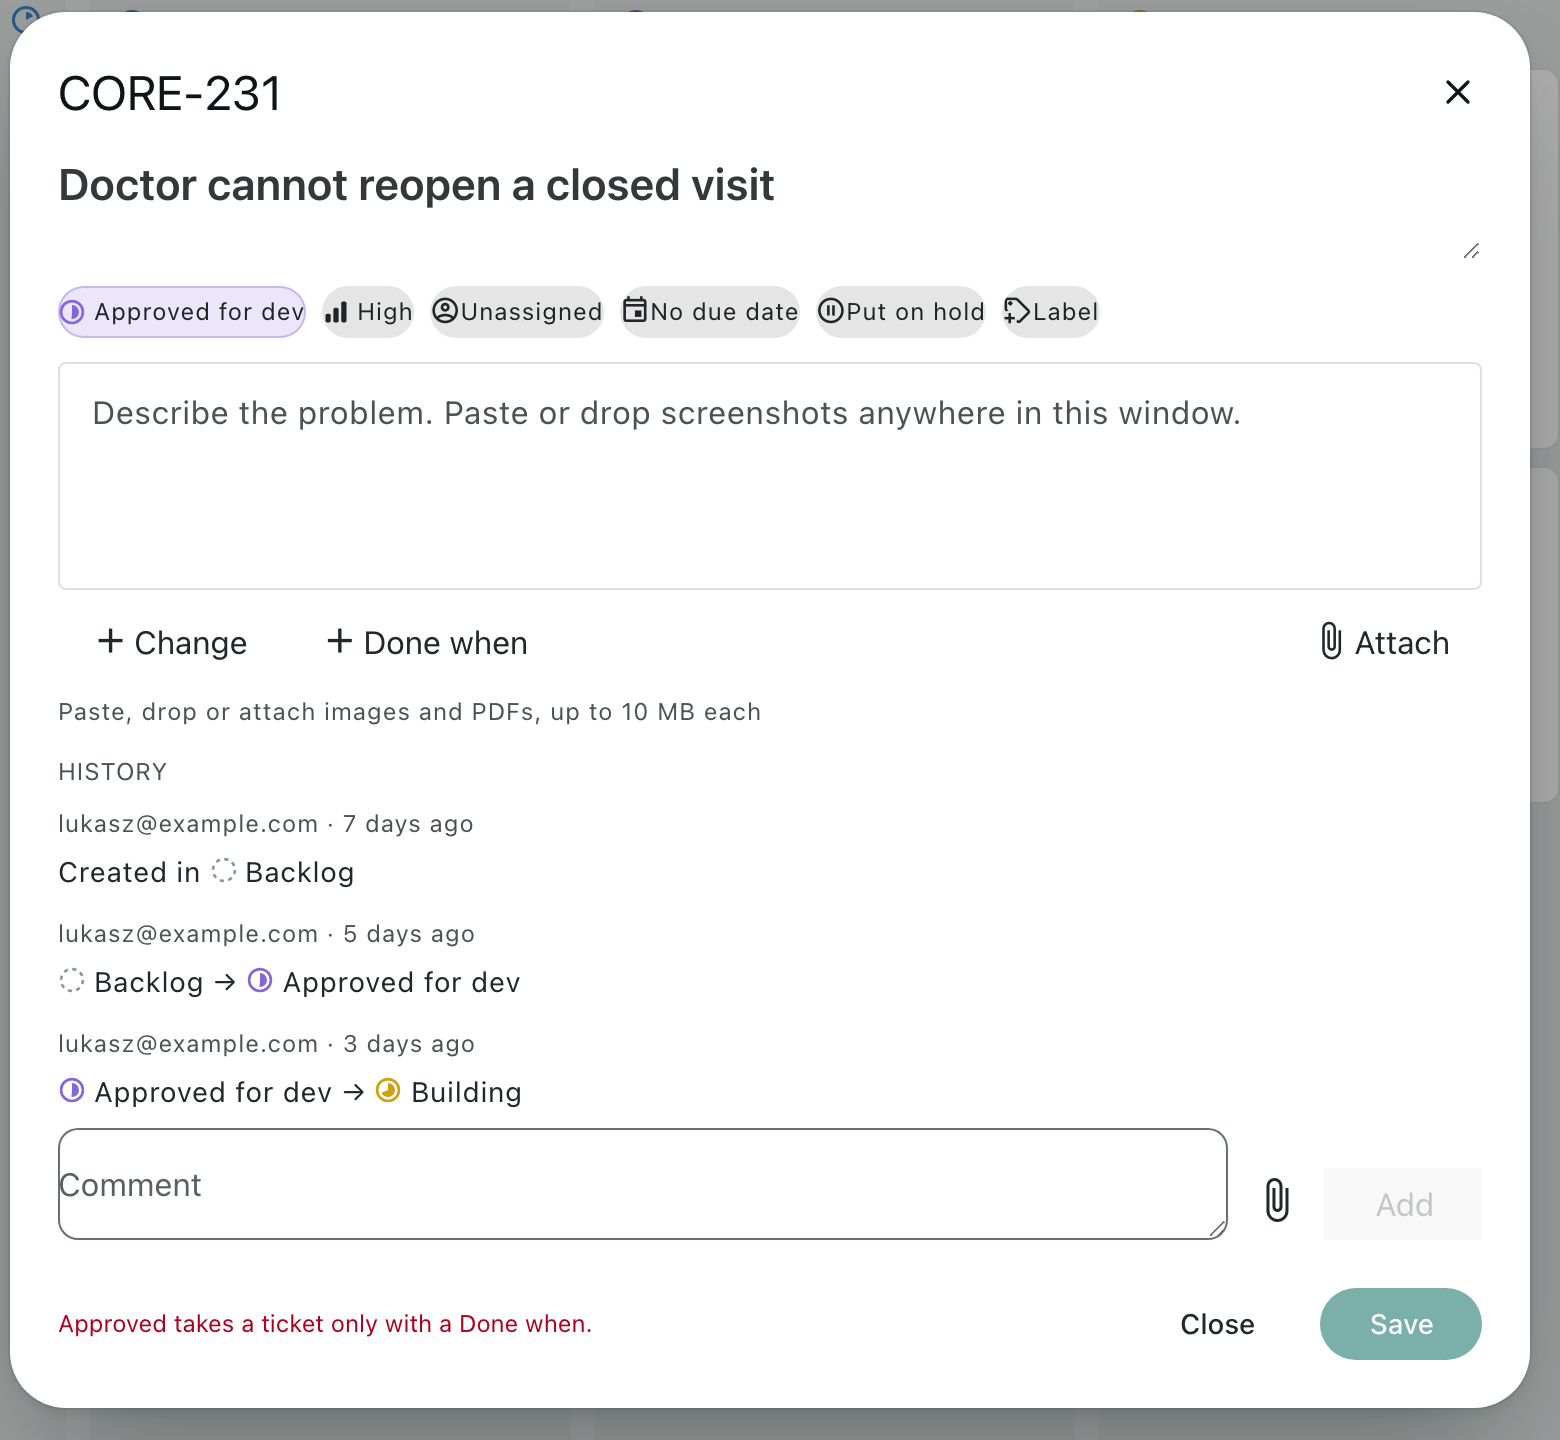 CORE-231
Doctor cannot reopen a closed visit
Approved for dev High Unassigned No due date Put on hold Label
Describe the problem. Paste or drop screenshots anywhere in this window.
+ Change + Done when Attach
Paste, drop or attach images and PDFs, up to 10 MB each
HISTORY
lukasz@example.com · 7 days ago
Created in Backlog
lukasz@example.com · 5 days ago
Backlog → Approved for dev
lukasz@example.com · 3 days ago
Approved for dev → Building
Comment
Add
Approved takes a ticket only with a Done when. Close Save